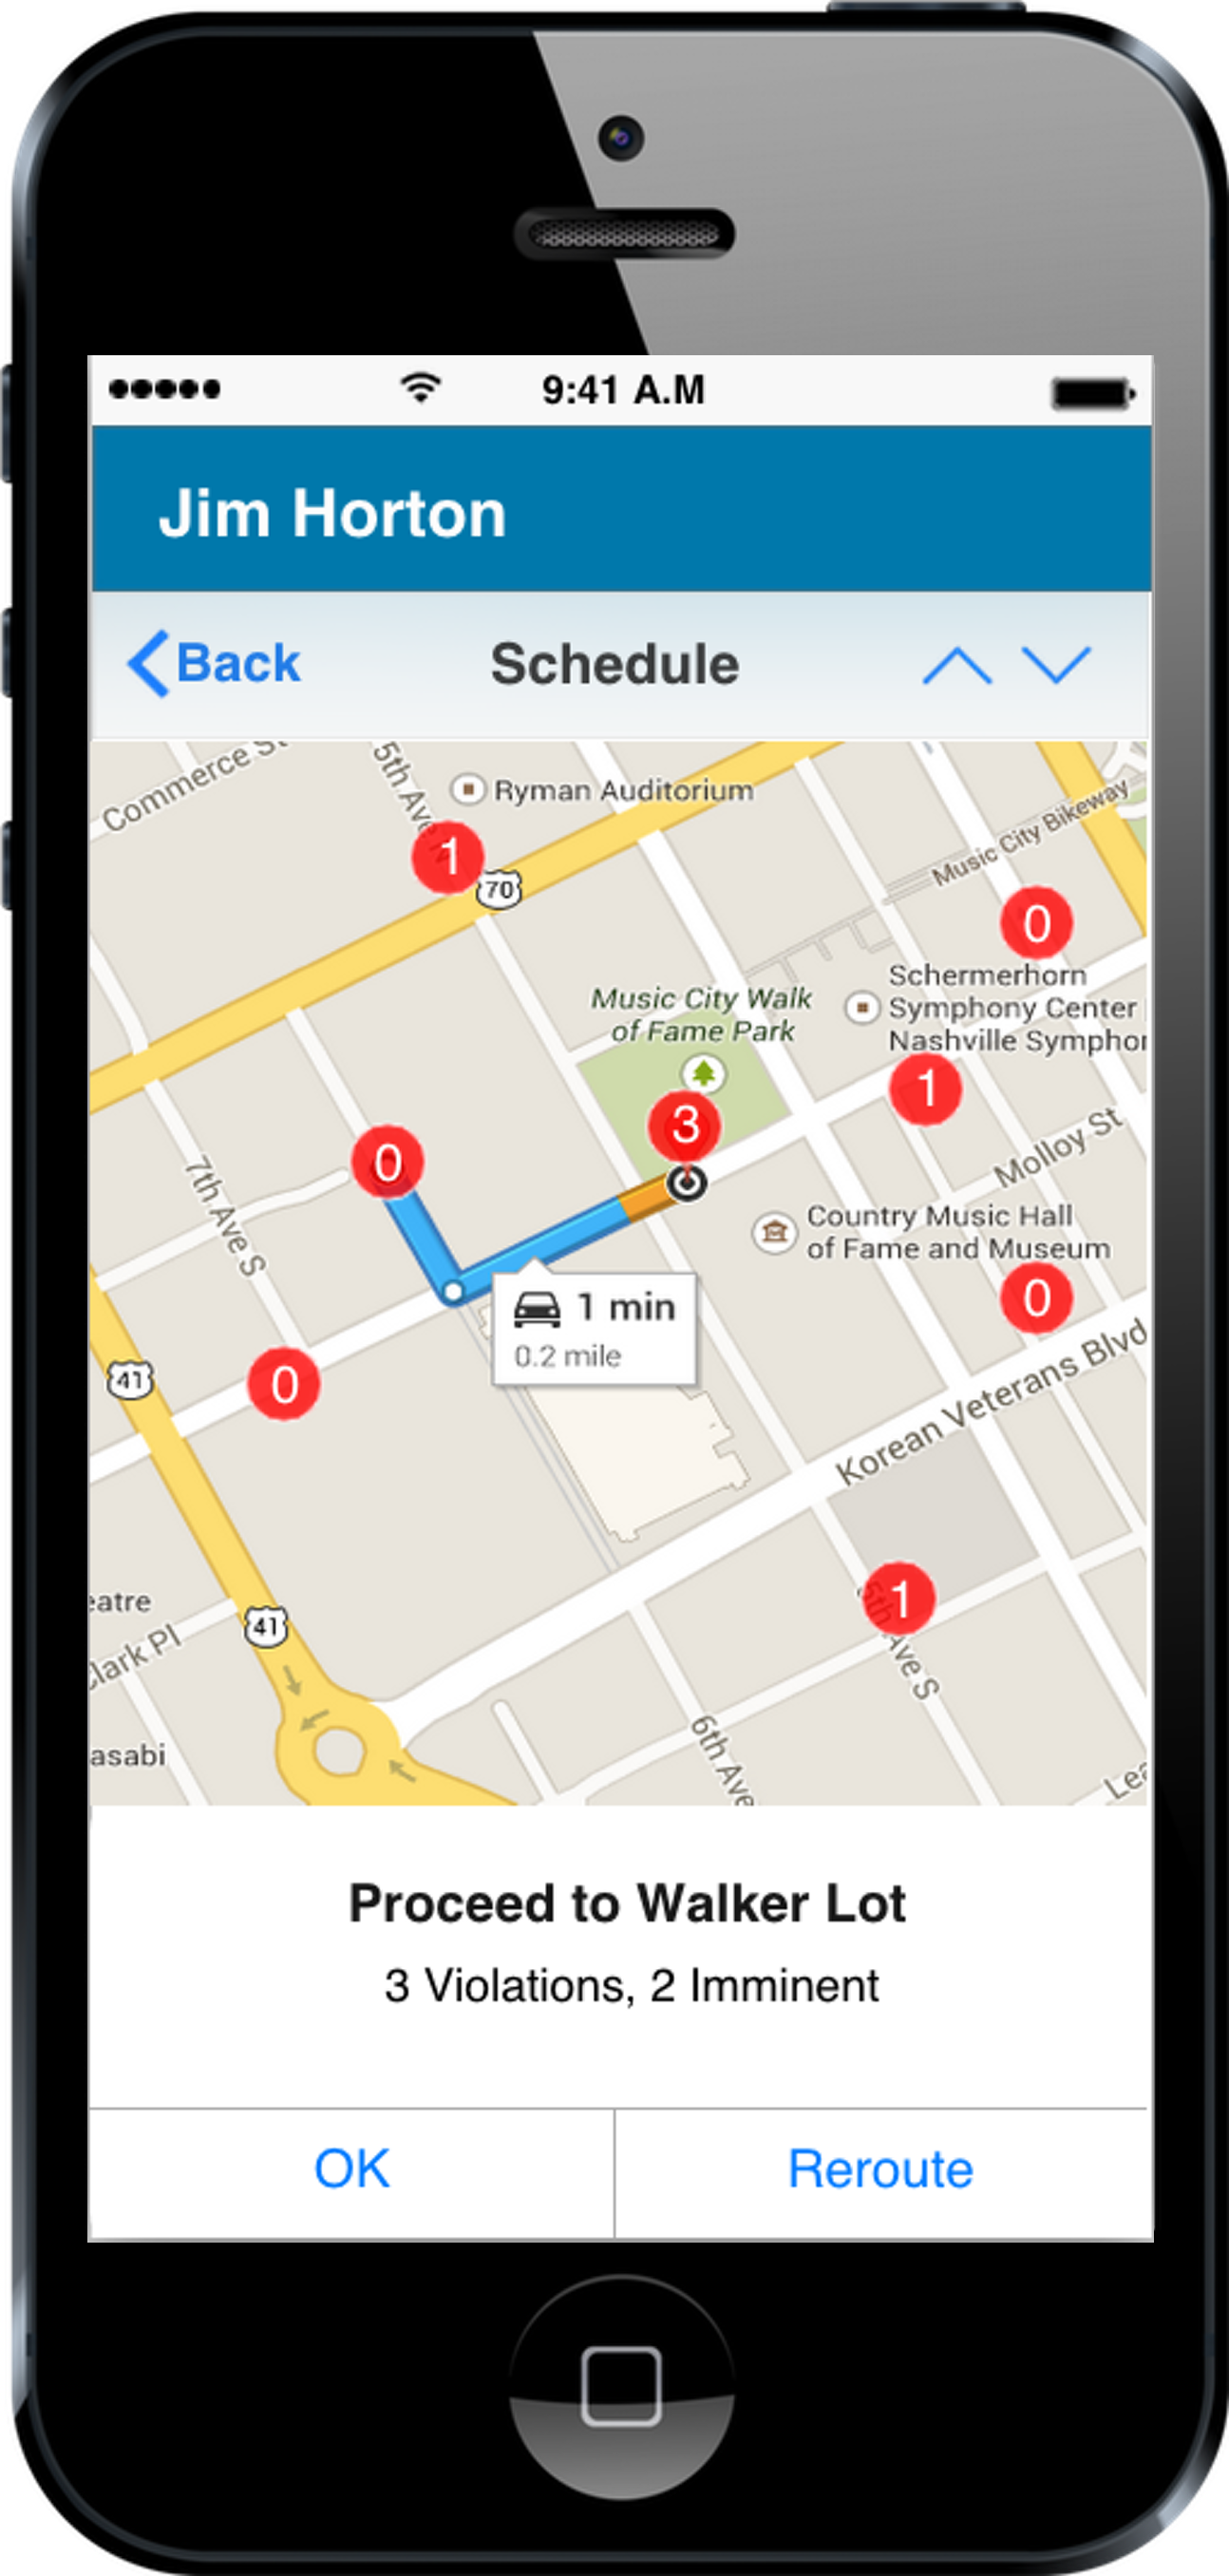 9:41 A.M
Jim Horton
Back
Schedule
Commerce St
5th Ave N
Ryman Auditorium
1
70
Music City Bikeway
0
Schermerhorn
Symphony Center
Nashville Symphon
Music City Walk
of Fame Park
1
3
0
Molloy St
7th Ave S
Country Music Hall
of Fame and Museum
0
1 min
0.2 mile
0
41
Korean Veterans Blvd
1
5th Ave S
eatre
41
Clark Pl
6th Ave
asabi
Lea
Proceed to Walker Lot
3 Violations, 2 Imminent
OK
Reroute